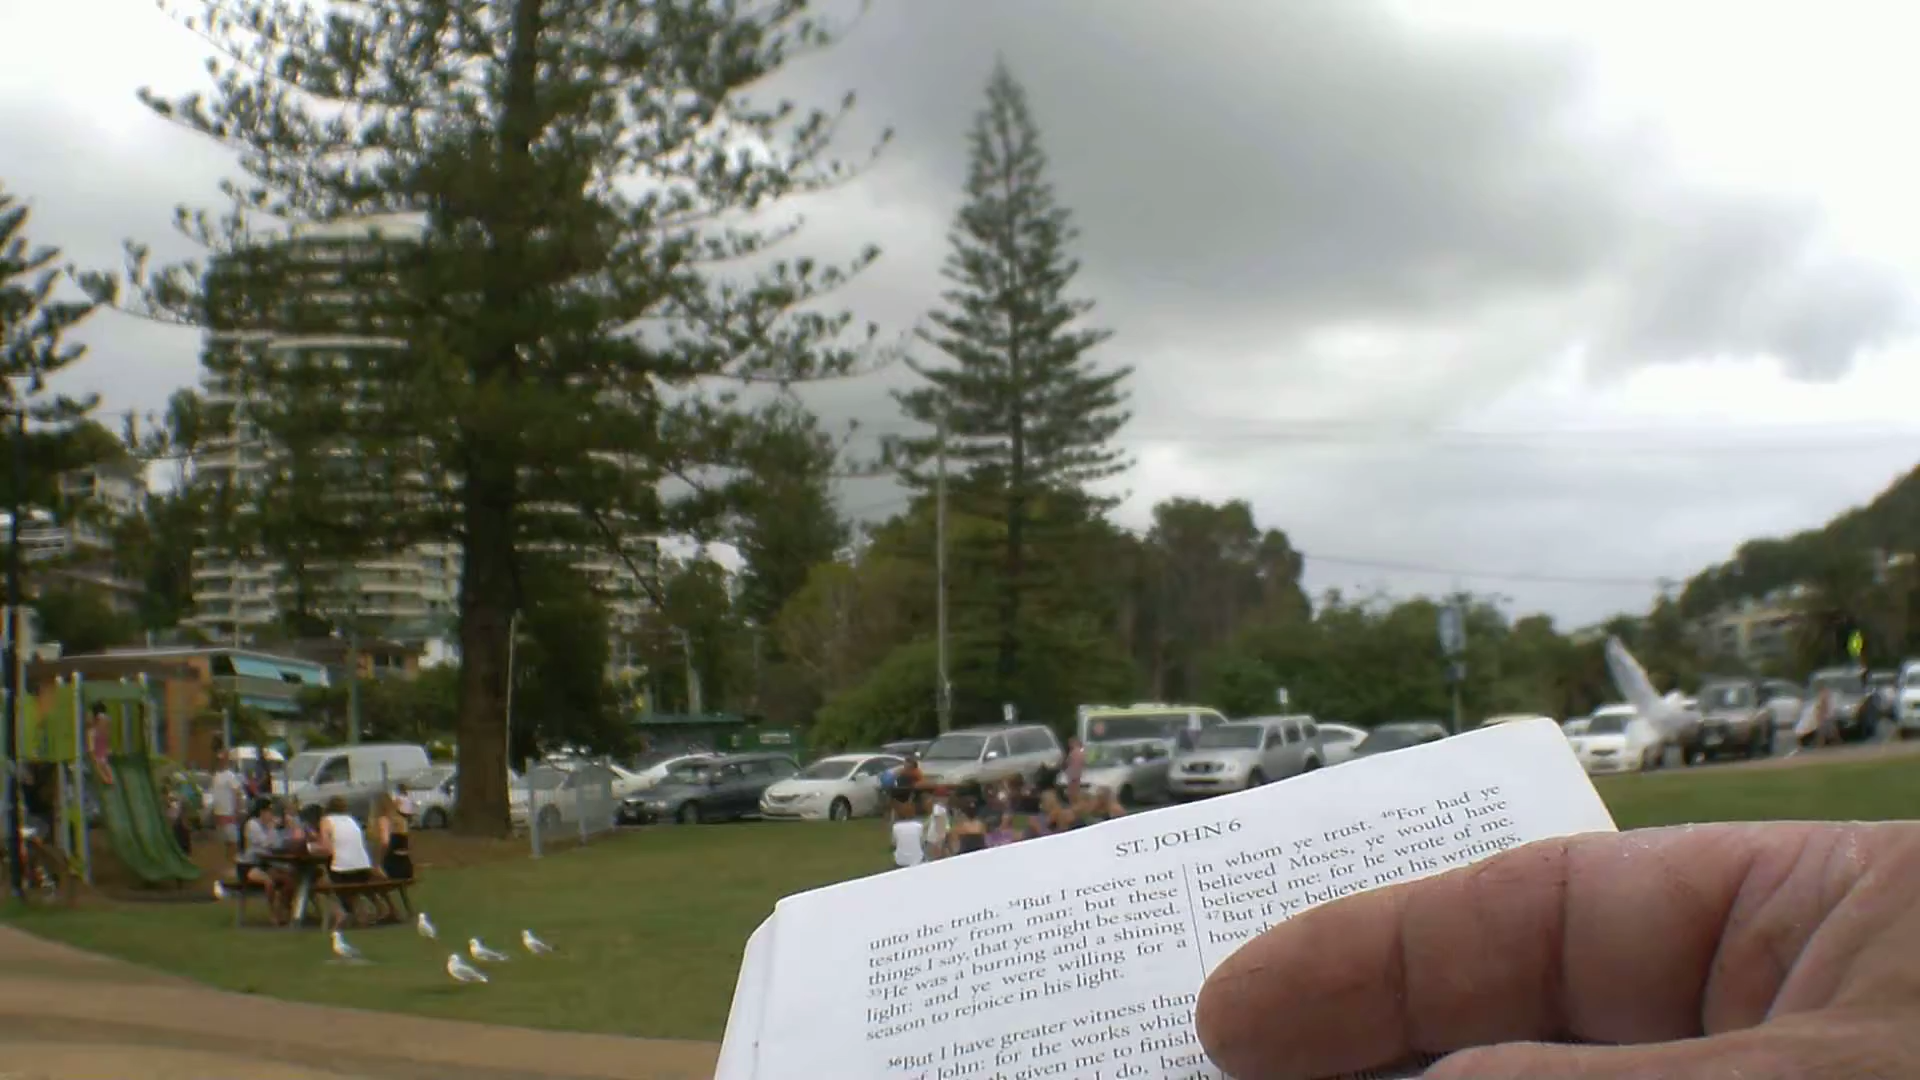 ST. JOHN 6
unto the truth. ³⁴But I receive not
testimony from man: but these
things I say, that ye might be saved.
³⁵He was a burning and a shining
light: and ye were willing for a
season to rejoice in his light.
³⁶But I have greater witness than
of John: for the works which
given me to finish
I do, bear
in whom ye trust. ⁴⁶For had ye
believed Moses, ye would have
believed me: for he wrote of me.
⁴⁷But if ye believe not his writings,
how